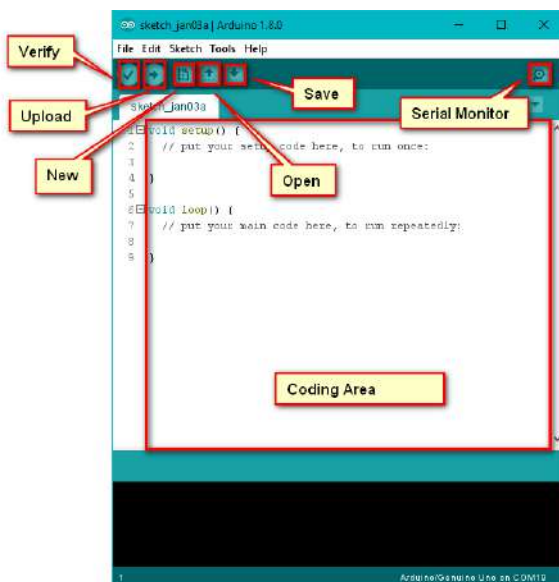 sketch_jan03a | Arduino 1.8.0
File Edit Sketch Tools Help
Verify
Upload
New
Save
Open
Serial Monitor
sketch_jan03a
1 void setup() {
2 // put your setup code here, to run once:
3
4 }
5
6 void loop() {
7 // put your main code here, to run repeatedly:
8
9 }
Coding Area
1 Arduino/Genuino Uno on COM19